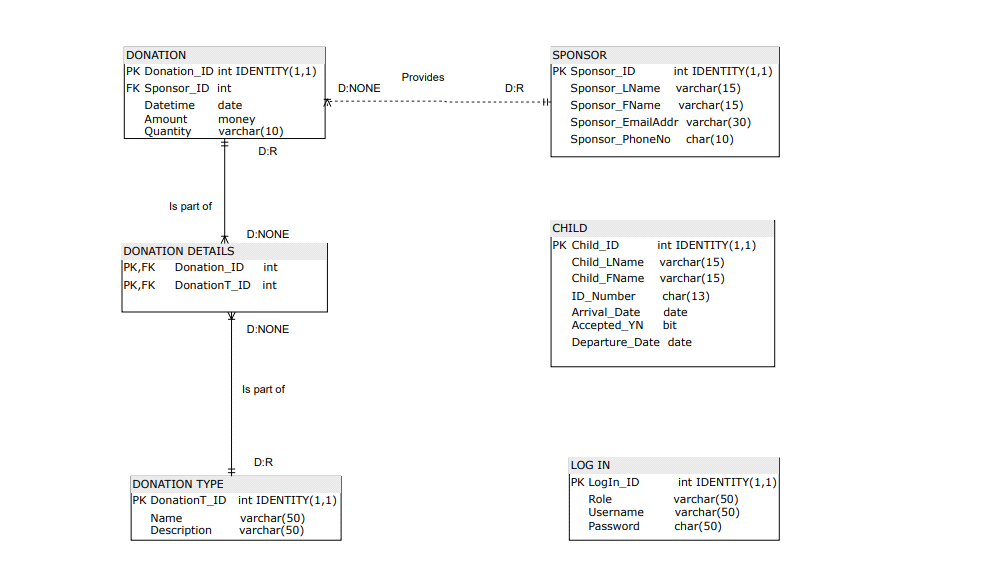 DONATION
PK Donation_ID int IDENTITY(1,1)
FK Sponsor_ID int
Datetime date
Amount money
Quantity varchar(10)
D:NONE
Provides
D:R
SPONSOR
PK Sponsor_ID int IDENTITY(1,1)
Sponsor_LName varchar(15)
Sponsor_FName varchar(15)
Sponsor_EmailAddr varchar(30)
Sponsor_PhoneNo char(10)
D:R
Is part of
D:NONE
DONATION DETAILS
PK,FK Donation_ID int
PK,FK DonationT_ID int
D:NONE
Is part of
D:R
DONATION TYPE
PK DonationT_ID int IDENTITY(1,1)
Name varchar(50)
Description varchar(50)
CHILD
PK Child_ID int IDENTITY(1,1)
Child_LName varchar(15)
Child_FName varchar(15)
ID_Number char(13)
Arrival_Date date
Accepted_YN bit
Departure_Date date
LOG IN
PK LogIn_ID int IDENTITY(1,1)
Role varchar(50)
Username varchar(50)
Password char(50)